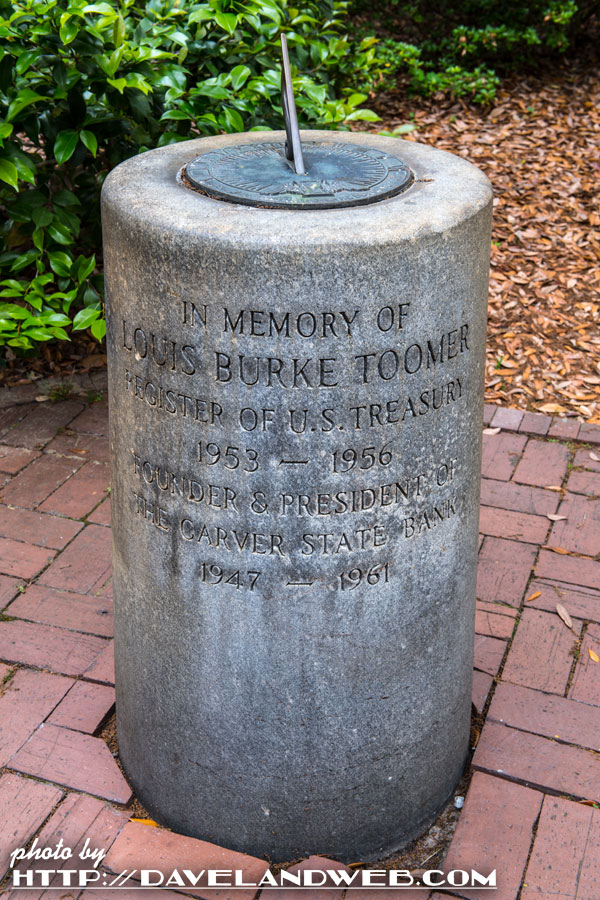 IN MEMORY OF
LOUIS BURKE TOOMER
REGISTER OF U.S. TREASURY
1953 — 1956
FOUNDER & PRESIDENT OF
THE CARVER STATE BANK
1947 — 1961
photo by
HTTP://DAVELANDWEB.COM